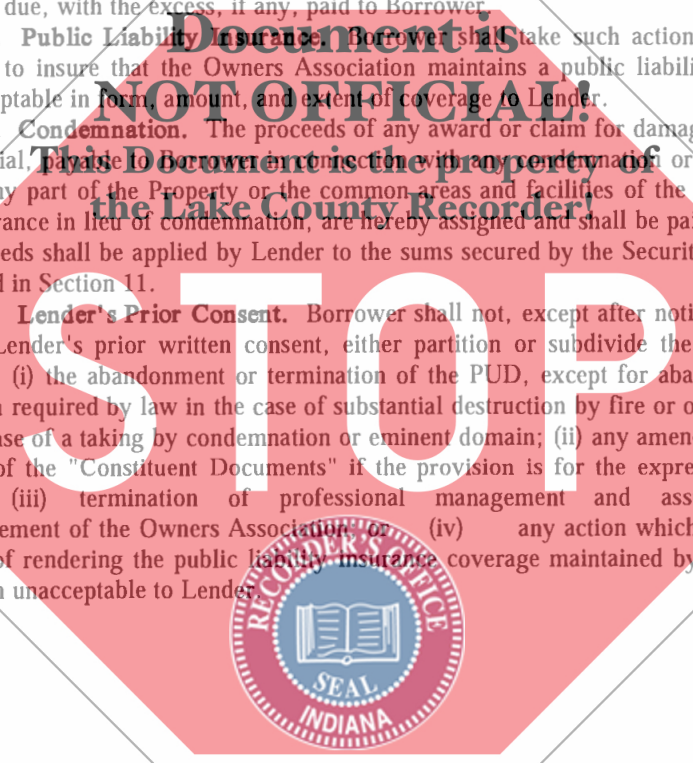 due, with the excess, if any, paid to Borrower.
Document is
Public Liability Insurance. Borrower shall take such action
to insure that the Owners Association maintains a public liabili
NOT OFFICIAL!
ptable in form, amount, and extent of coverage to Lender.
Condemnation. The proceeds of any award or claim for damag
This Document is the property of
ial, payable to Borrower in connection with any condemnation or
ny part of the Property or the common areas and facilities of the
the Lake County Recorder!
yance in lieu of condemnation, are hereby assigned and shall be pa
eds shall be applied by Lender to the sums secured by the Securit
d in Section 11.
STOP
Lender's Prior Consent. Borrower shall not, except after noti
Lender's prior written consent, either partition or subdivide the
(i) the abandonment or termination of the PUD, except for aba
n required by law in the case of substantial destruction by fire or o
ase of a taking by condemnation or eminent domain; (ii) any amen
of the "Constituent Documents" if the provision is for the expre
(iii) termination of professional management and ass
ement of the Owners Association; or (iv) any action which
of rendering the public liability insurance coverage maintained by
n unacceptable to Lender.
RECORDER'S OFFICE
SEAL
INDIANA